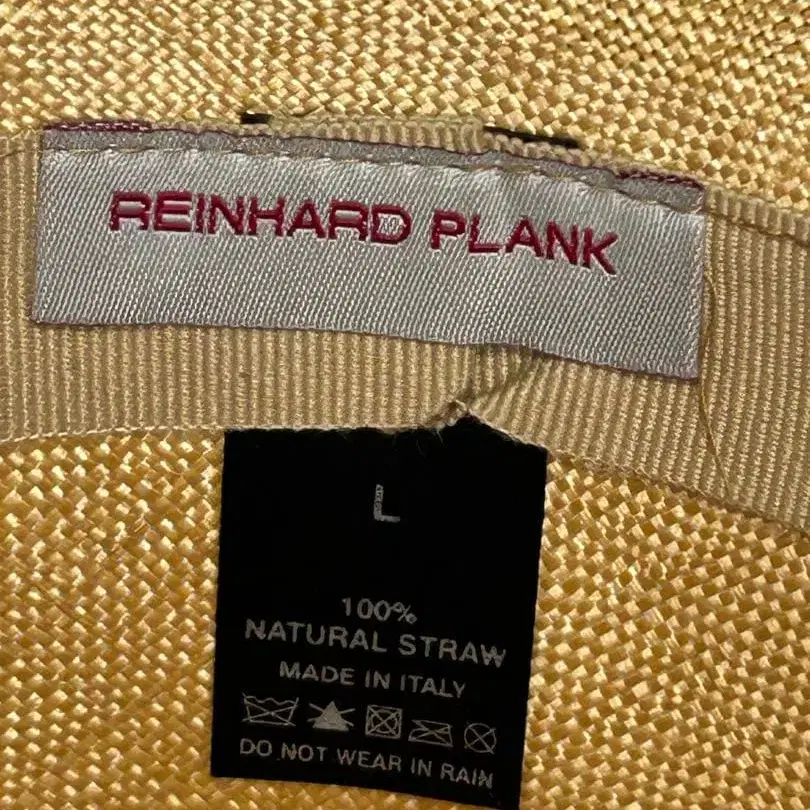 REINHARD PLANK
L
100%
NATURAL STRAW
MADE IN ITALY
DO NOT WEAR IN RAIN